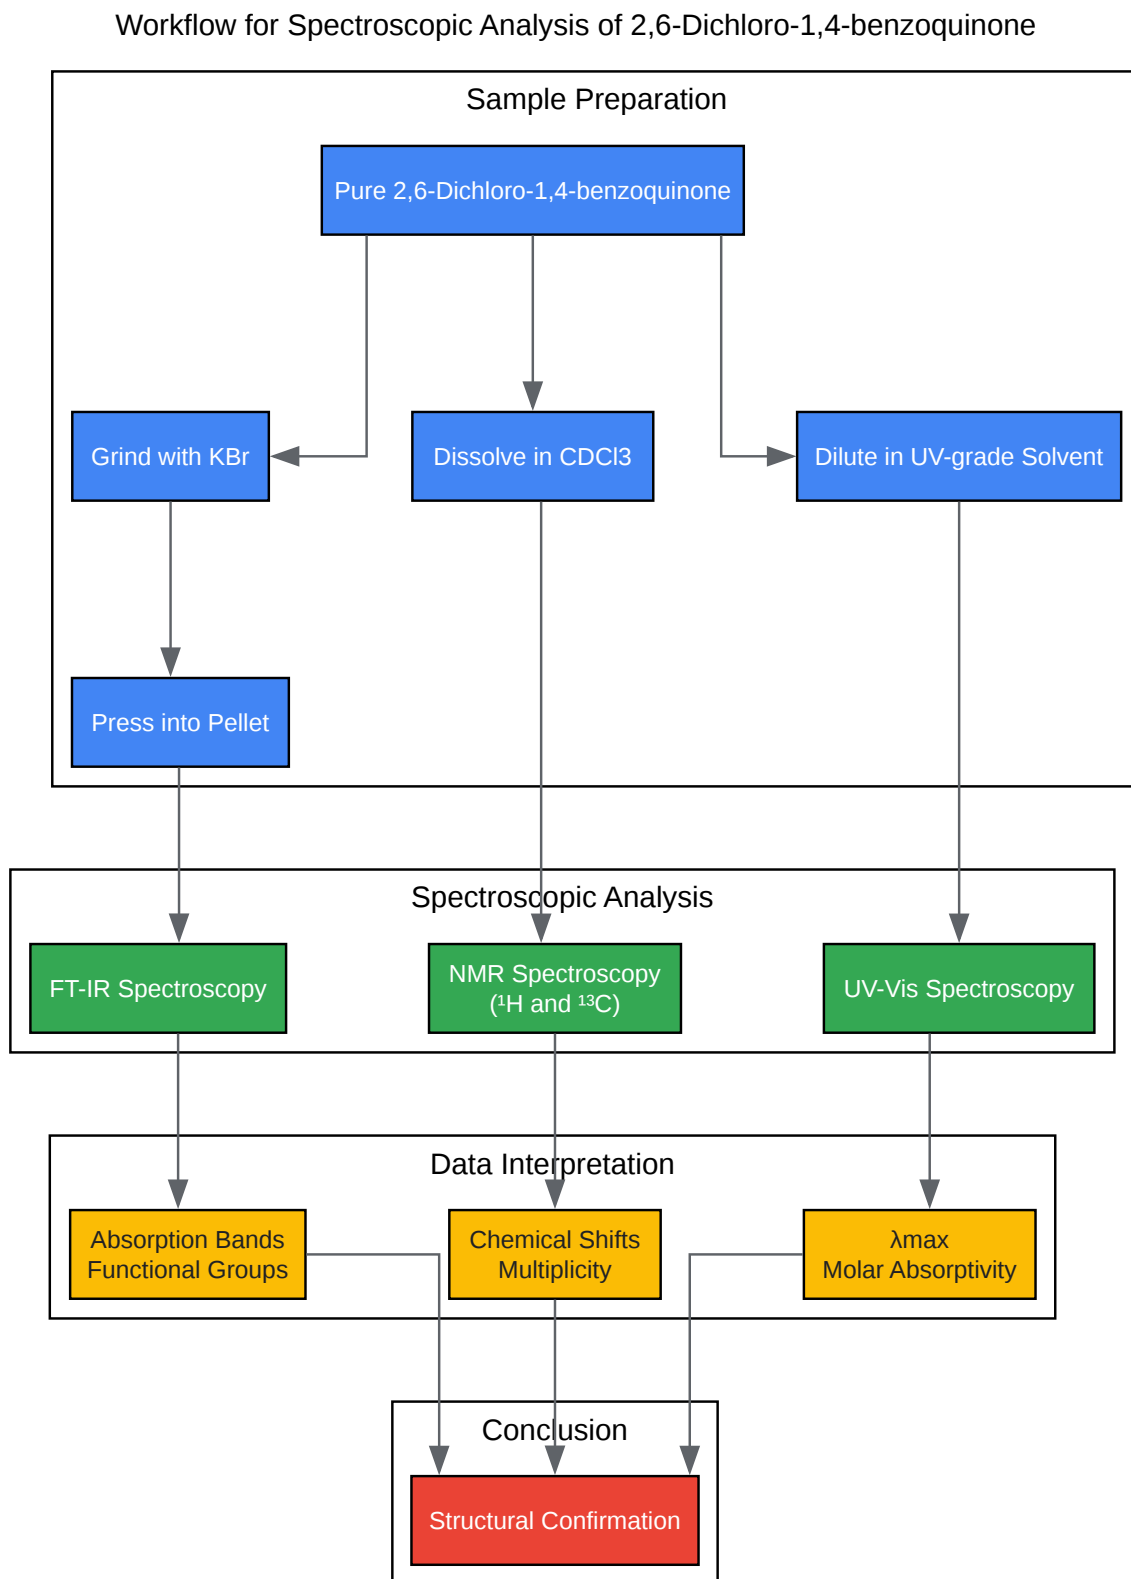 Workflow for Spectroscopic Analysis of 2,6-Dichloro-1,4-benzoquinone
Sample Preparation
Pure 2,6-Dichloro-1,4-benzoquinone
Grind with KBr
Dissolve in CDCl3
Dilute in UV-grade Solvent
Press into Pellet
Spectroscopic Analysis
FT-IR Spectroscopy
NMR Spectroscopy
(¹H and ¹³C)
UV-Vis Spectroscopy
Data Interpretation
Absorption Bands
Functional Groups
Chemical Shifts
Multiplicity
λmax
Molar Absorptivity
Conclusion
Structural Confirmation